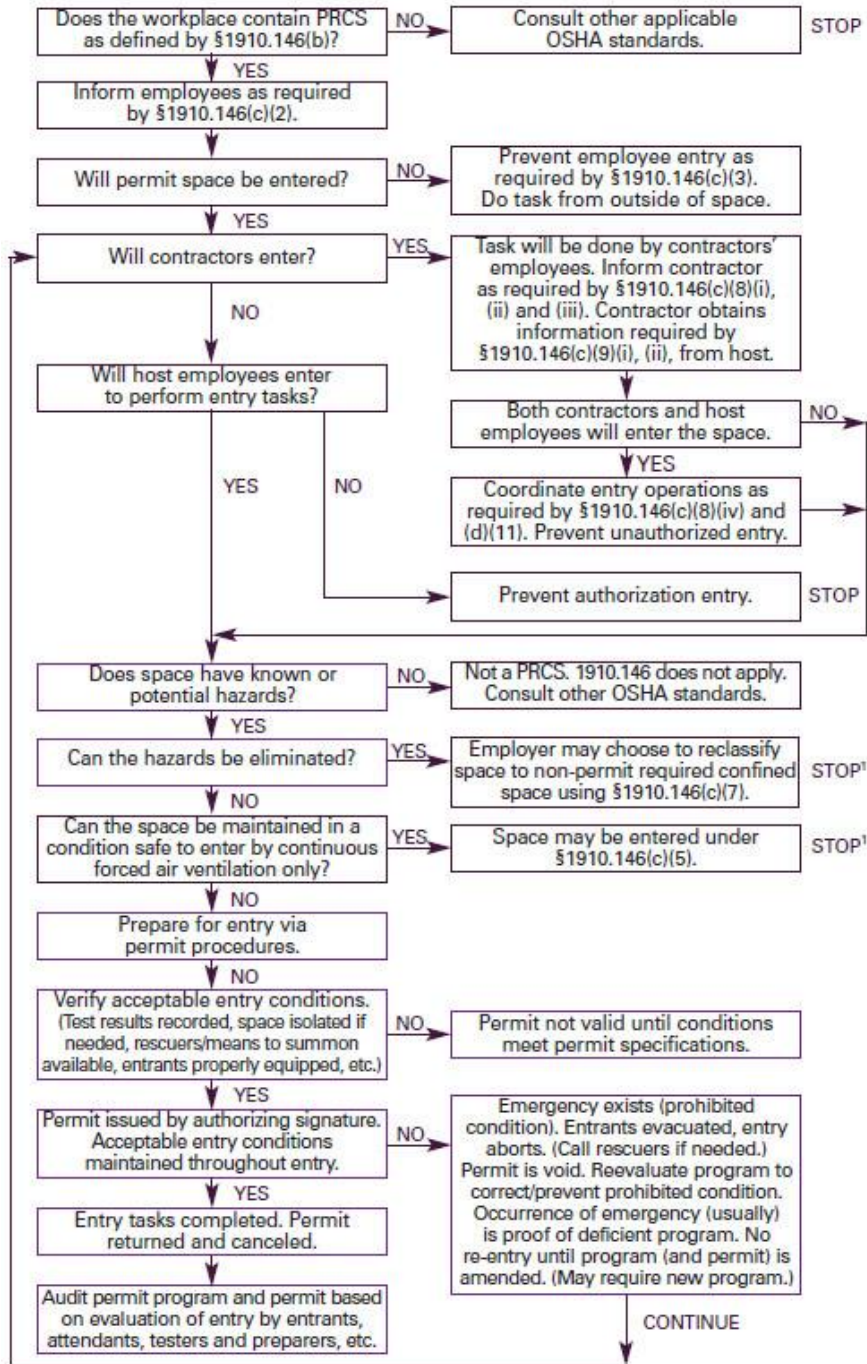 Does the workplace contain PRCS
as defined by §1910.146(b)?
NO
Consult other applicable
OSHA standards.
STOP
YES
Inform employees as required
by §1910.146(c)(2).
Will permit space be entered?
NO
Prevent employee entry as
required by §1910.146(c)(3).
Do task from outside of space.
YES
Will contractors enter?
YES
Task will be done by contractors'
employees. Inform contractor
as required by §1910.146(c)(8)(i),
(ii) and (iii). Contractor obtains
information required by
§1910.146(c)(9)(i), (ii), from host.
NO
Will host employees enter
to perform entry tasks?
Both contractors and host
employees will enter the space.
NO
YES
NO
YES
Coordinate entry operations as
required by §1910.146(c)(8)(iv) and
(d)(11). Prevent unauthorized entry.
Prevent authorization entry.
STOP
Does space have known or
potential hazards?
NO
Not a PRCS. 1910.146 does not apply.
Consult other OSHA standards.
YES
Can the hazards be eliminated?
YES
Employer may choose to reclassify
space to non-permit required confined
space using §1910.146(c)(7).
STOP¹
NO
Can the space be maintained in a
condition safe to enter by continuous
forced air ventilation only?
YES
Space may be entered under
§1910.146(c)(5).
STOP¹
NO
Prepare for entry via
permit procedures.
NO
Verify acceptable entry conditions.
(Test results recorded, space isolated if
needed, rescuers/means to summon
available, entrants properly equipped, etc.)
NO
Permit not valid until conditions
meet permit specifications.
YES
Permit issued by authorizing signature.
Acceptable entry conditions
maintained throughout entry.
NO
Emergency exists (prohibited
condition). Entrants evacuated, entry
aborts. (Call rescuers if needed.)
Permit is void. Reevaluate program to
correct/prevent prohibited condition.
Occurrence of emergency (usually)
is proof of deficient program. No
re-entry until program (and permit) is
amended. (May require new program.)
YES
Entry tasks completed. Permit
returned and canceled.
Audit permit program and permit based
on evaluation of entry by entrants,
attendants, testers and preparers, etc.
CONTINUE